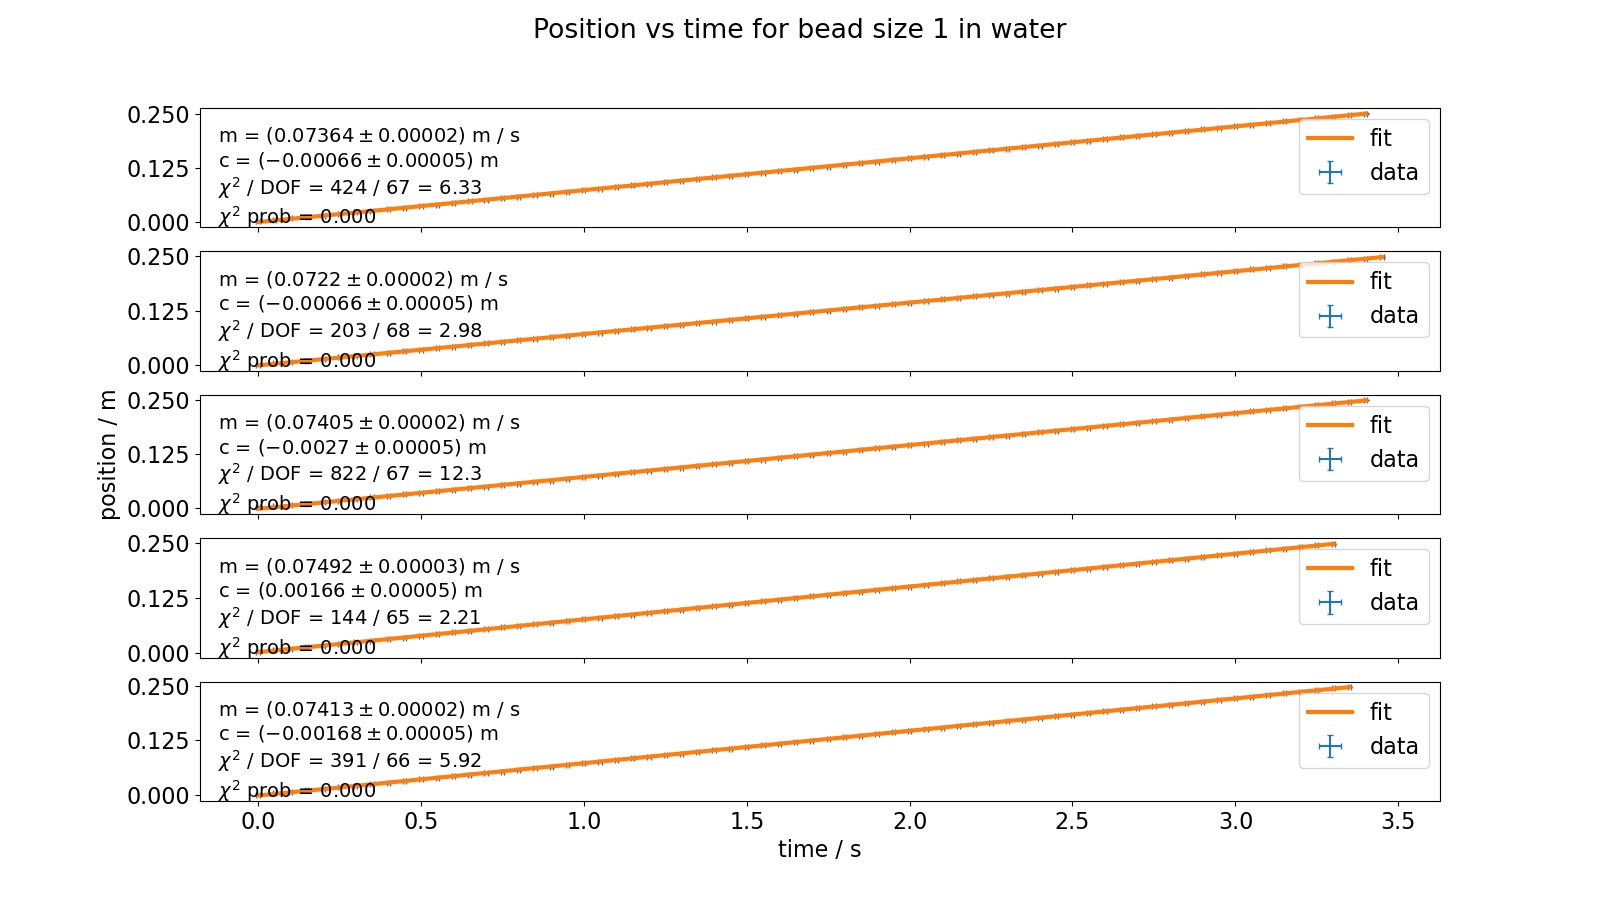 Position vs time for bead size 1 in water
0.250
0.125
0.000
m = (0.07364 ± 0.00002) m / s
c = (−0.00066 ± 0.00005) m
χ² / DOF = 424 / 67 = 6.33
χ² prob = 0.000
fit
data
0.250
0.125
0.000
m = (0.0722 ± 0.00002) m / s
c = (−0.00066 ± 0.00005) m
χ² / DOF = 203 / 68 = 2.98
χ² prob = 0.000
fit
data
position / m
0.250
0.125
0.000
m = (0.07405 ± 0.00002) m / s
c = (−0.0027 ± 0.00005) m
χ² / DOF = 822 / 67 = 12.3
χ² prob = 0.000
fit
data
0.250
0.125
0.000
m = (0.07492 ± 0.00003) m / s
c = (0.00166 ± 0.00005) m
χ² / DOF = 144 / 65 = 2.21
χ² prob = 0.000
fit
data
0.250
0.125
0.000
m = (0.07413 ± 0.00002) m / s
c = (−0.00168 ± 0.00005) m
χ² / DOF = 391 / 66 = 5.92
χ² prob = 0.000
fit
data
0.0 0.5 1.0 1.5 2.0 2.5 3.0 3.5
time / s